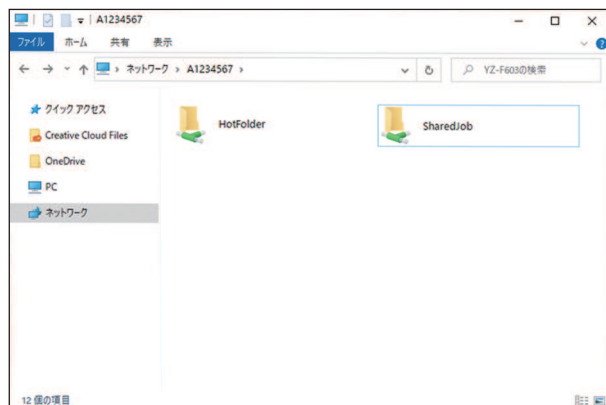 A1234567
ファイル ホーム 共有 表示
ネットワーク › A1234567 › YZ-F603の検索
クイック アクセス
Creative Cloud Files
OneDrive
PC
ネットワーク
HotFolder
SharedJob
12 個の項目